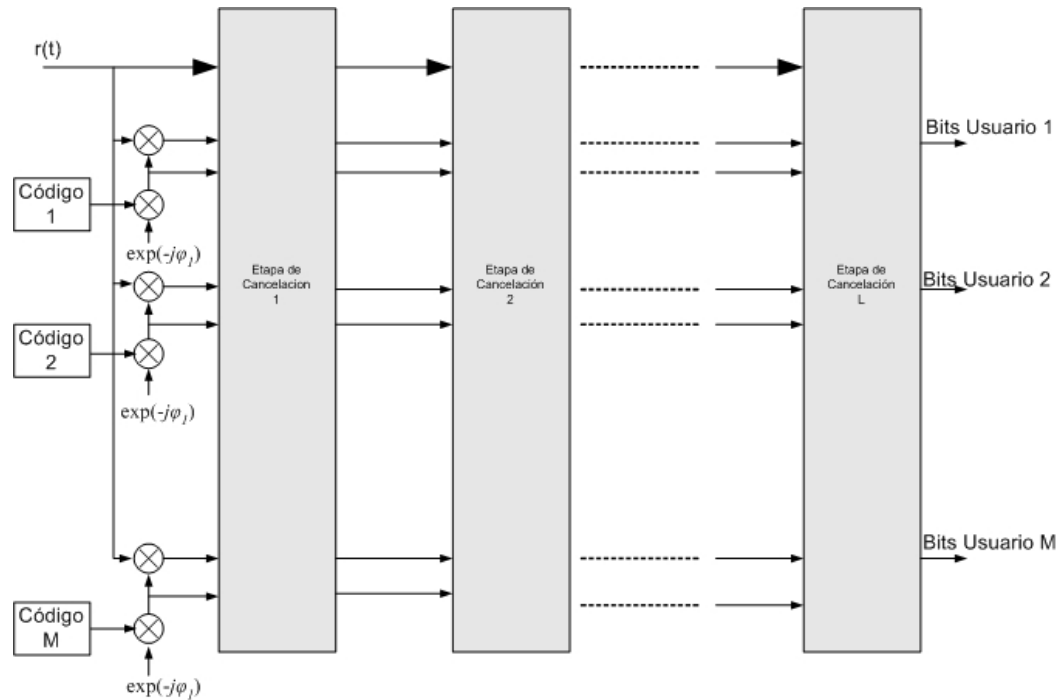 r(t)
Bits Usuario 1
Código
1
exp(-jφ1)
Etapa de
Cancelacion
1
Etapa de
Cancelación
2
Etapa de
Cancelación
L
Bits Usuario 2
Código
2
exp(-jφ1)
Bits Usuario M
Código
M
exp(-jφ1)